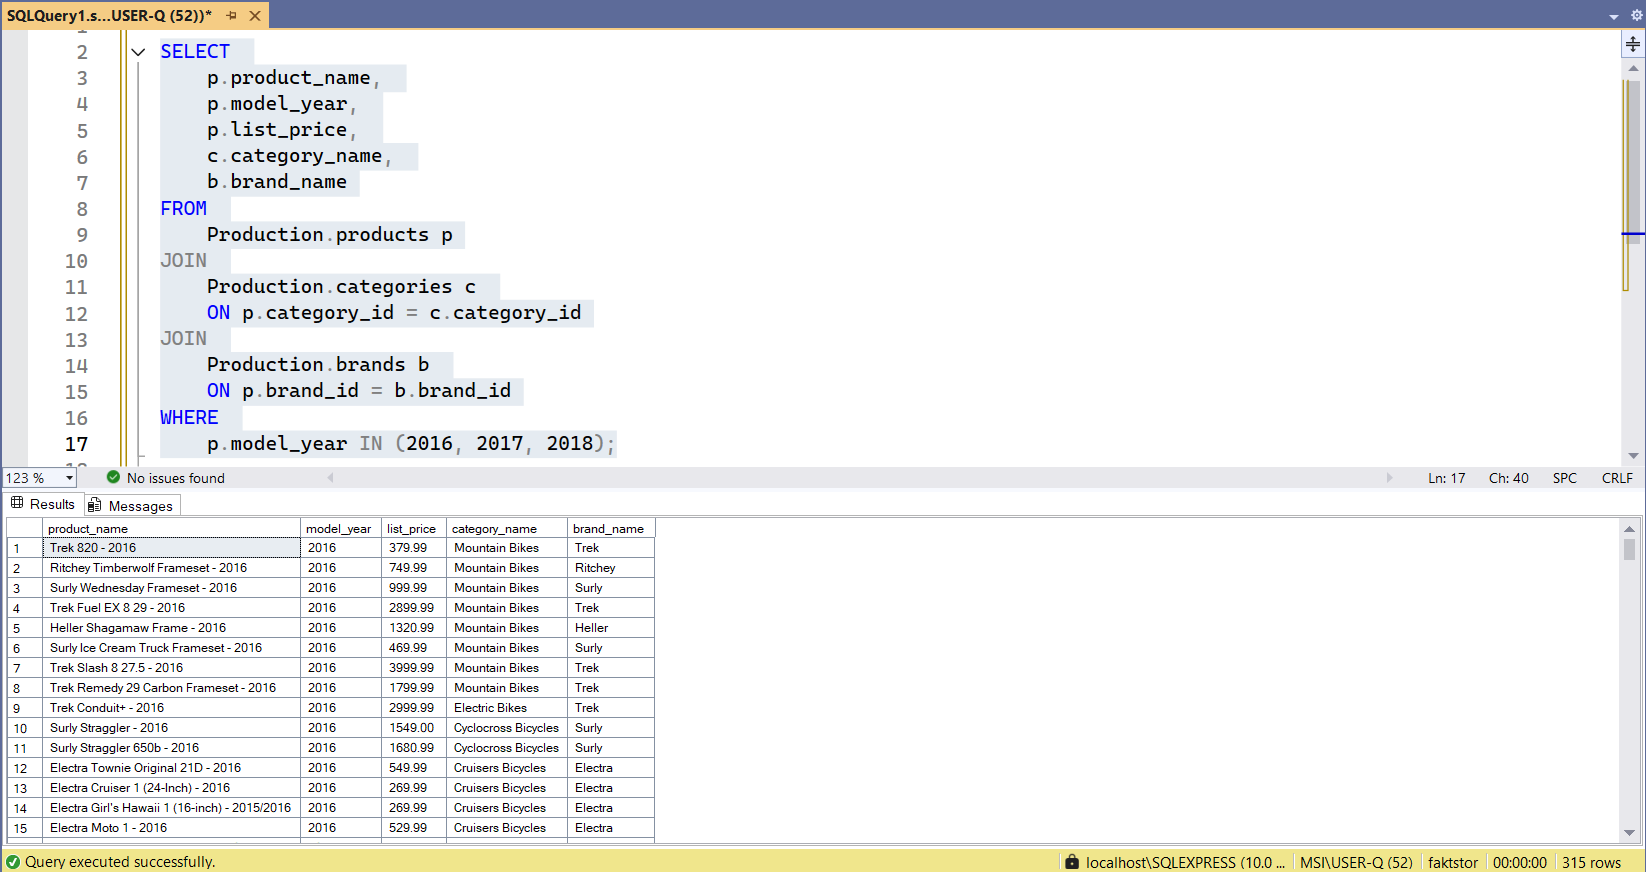 SQLQuery1.s...USER-Q (52))*
2 SELECT
3 p.product_name,
4 p.model_year,
5 p.list_price,
6 c.category_name,
7 b.brand_name
8 FROM
9 Production.products p
10 JOIN
11 Production.categories c
12 ON p.category_id = c.category_id
13 JOIN
14 Production.brands b
15 ON p.brand_id = b.brand_id
16 WHERE
17 p.model_year IN (2016, 2017, 2018);
123 % No issues found Ln: 17 Ch: 40 SPC CRLF
Results Messages
product_name model_year list_price category_name brand_name
1 Trek 820 - 2016 2016 379.99 Mountain Bikes Trek
2 Ritchey Timberwolf Frameset - 2016 2016 749.99 Mountain Bikes Ritchey
3 Surly Wednesday Frameset - 2016 2016 999.99 Mountain Bikes Surly
4 Trek Fuel EX 8 29 - 2016 2016 2899.99 Mountain Bikes Trek
5 Heller Shagamaw Frame - 2016 2016 1320.99 Mountain Bikes Heller
6 Surly Ice Cream Truck Frameset - 2016 2016 469.99 Mountain Bikes Surly
7 Trek Slash 8 27.5 - 2016 2016 3999.99 Mountain Bikes Trek
8 Trek Remedy 29 Carbon Frameset - 2016 2016 1799.99 Mountain Bikes Trek
9 Trek Conduit+ - 2016 2016 2999.99 Electric Bikes Trek
10 Surly Straggler - 2016 2016 1549.00 Cyclocross Bicycles Surly
11 Surly Straggler 650b - 2016 2016 1680.99 Cyclocross Bicycles Surly
12 Electra Townie Original 21D - 2016 2016 549.99 Cruisers Bicycles Electra
13 Electra Cruiser 1 (24-Inch) - 2016 2016 269.99 Cruisers Bicycles Electra
14 Electra Girl's Hawaii 1 (16-inch) - 2015/2016 2016 269.99 Cruisers Bicycles Electra
15 Electra Moto 1 - 2016 2016 529.99 Cruisers Bicycles Electra
Query executed successfully. localhost\SQLEXPRESS (10.0 ... MSI\USER-Q (52) faktstor 00:00:00 315 rows